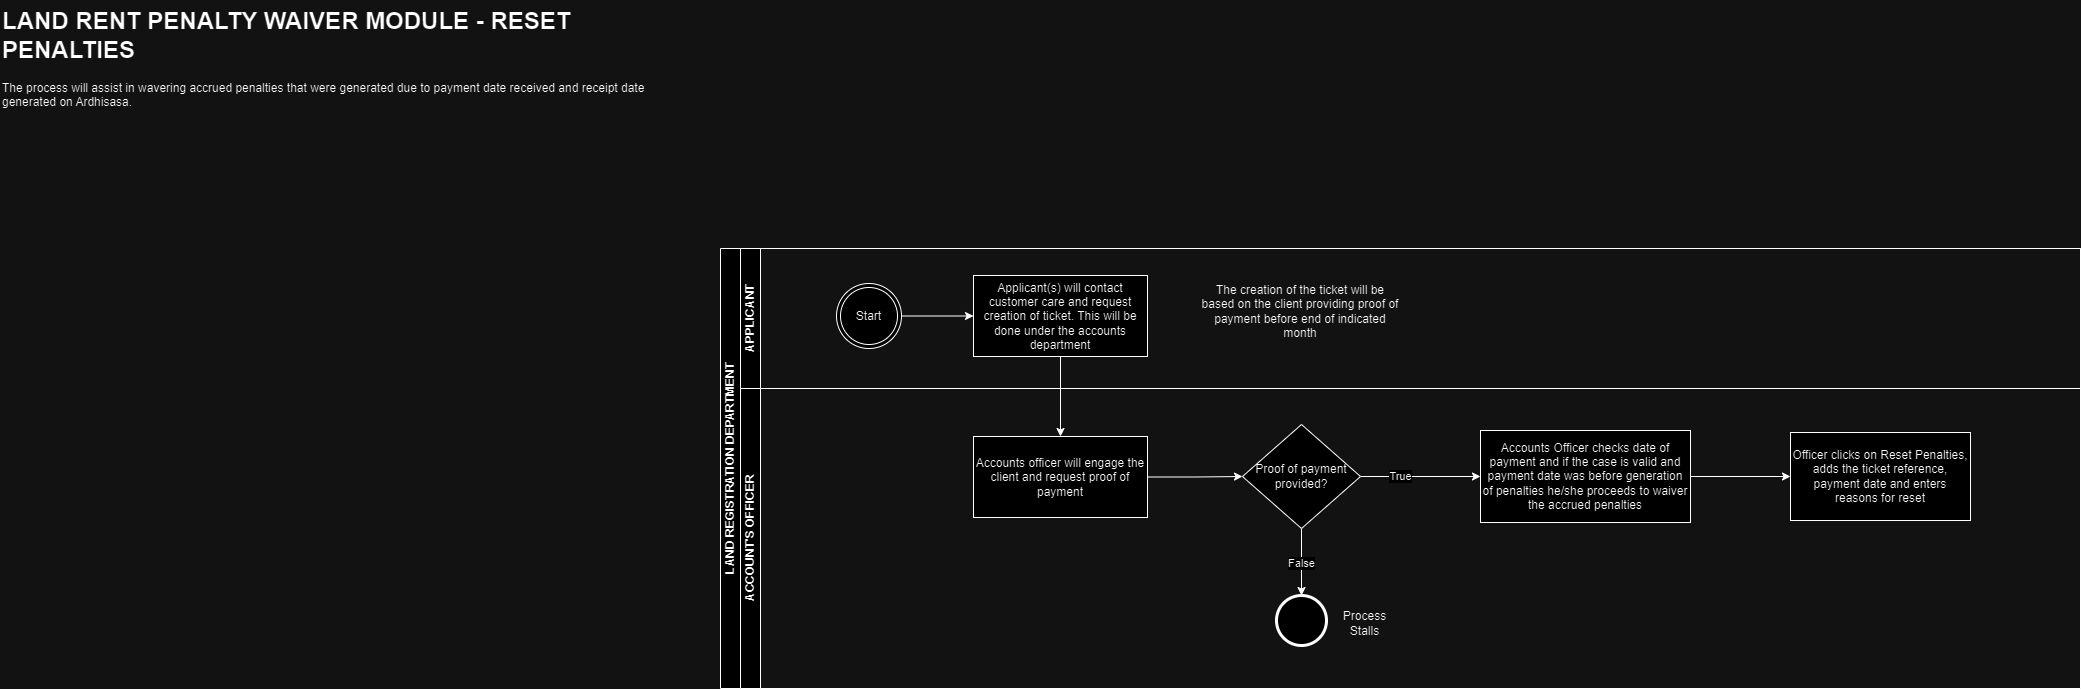 LAND RENT PENALTY WAIVER MODULE - RESET
PENALTIES
The process will assist in wavering accrued penalties that were generated due to payment date received and receipt date
generated on Ardhisasa.
LAND REGISTRATION DEPARTMENT
APPLICANT
Start
Applicant(s) will contact
customer care and request
creation of ticket. This will be
done under the accounts
department
The creation of the ticket will be
based on the client providing proof of
payment before end of indicated
month
ACCOUNT'S OFFICER
Accounts officer will engage the
client and request proof of
payment
Proof of payment
provided?
True
Accounts Officer checks date of
payment and if the case is valid and
payment date was before generation
of penalties he/she proceeds to waiver
the accrued penalties
Officer clicks on Reset Penalties,
adds the ticket reference,
payment date and enters
reasons for reset
False
Process
Stalls